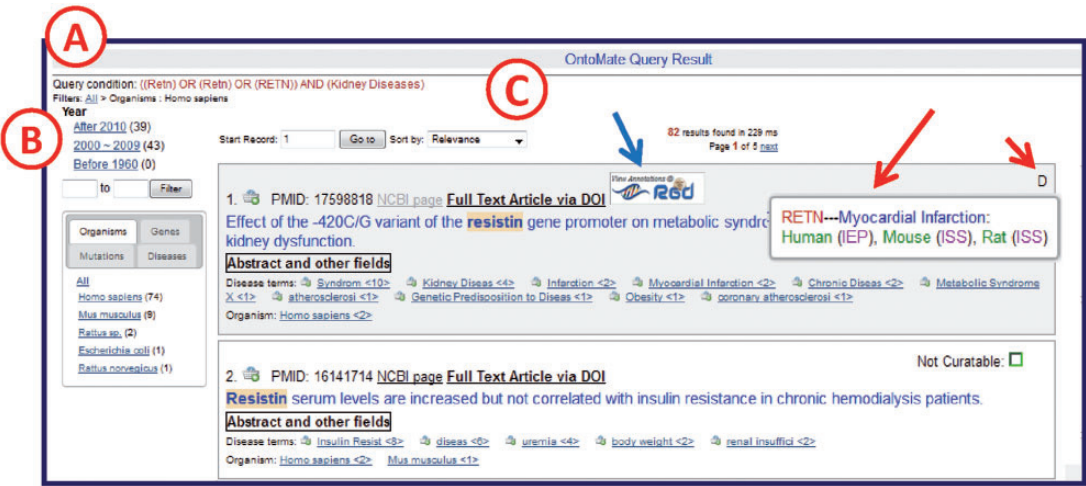 A
OntoMate Query Result
Query condition: ((Retn) OR (Retn) OR (RETN)) AND (Kidney Diseases)
Filters: All > Organisms : Homo sapiens
C
Year
B
After 2010 (39)
2000 ~ 2009 (43)
Before 1960 (0)
to Filter
Start Record: 1 Go to Sort by: Relevance
82 results found in 229 ms
Page 1 of 5 next
Organisms Genes
Mutations Diseases
All
Homo sapiens (74)
Mus musculus (9)
Rattus sp. (2)
Escherichia coli (1)
Rattus norvegicus (1)
View Annotations @
RGD
D
1. PMID: 17598818 NCBI page Full Text Article via DOI
Effect of the -420C/G variant of the resistin gene promoter on metabolic syndro
kidney dysfunction.
RETN---Myocardial Infarction:
Human (IEP), Mouse (ISS), Rat (ISS)
Abstract and other fields
Disease terms: Syndrom <10> Kidney Diseas <4> Infarction <2> Myocardial Infarction <2> Chronic Diseas <2> Metabolic Syndrome
X <1> atherosclerosi <1> Genetic Predisposition to Diseas <1> Obesity <1> coronary atherosclerosi <1>
Organism: Homo sapiens <2>
Not Curatable:
2. PMID: 16141714 NCBI page Full Text Article via DOI
Resistin serum levels are increased but not correlated with insulin resistance in chronic hemodialysis patients.
Abstract and other fields
Disease terms: Insulin Resist <8> diseas <6> uremia <4> body weight <2> renal insuffici <2>
Organism: Homo sapiens <2> Mus musculus <1>